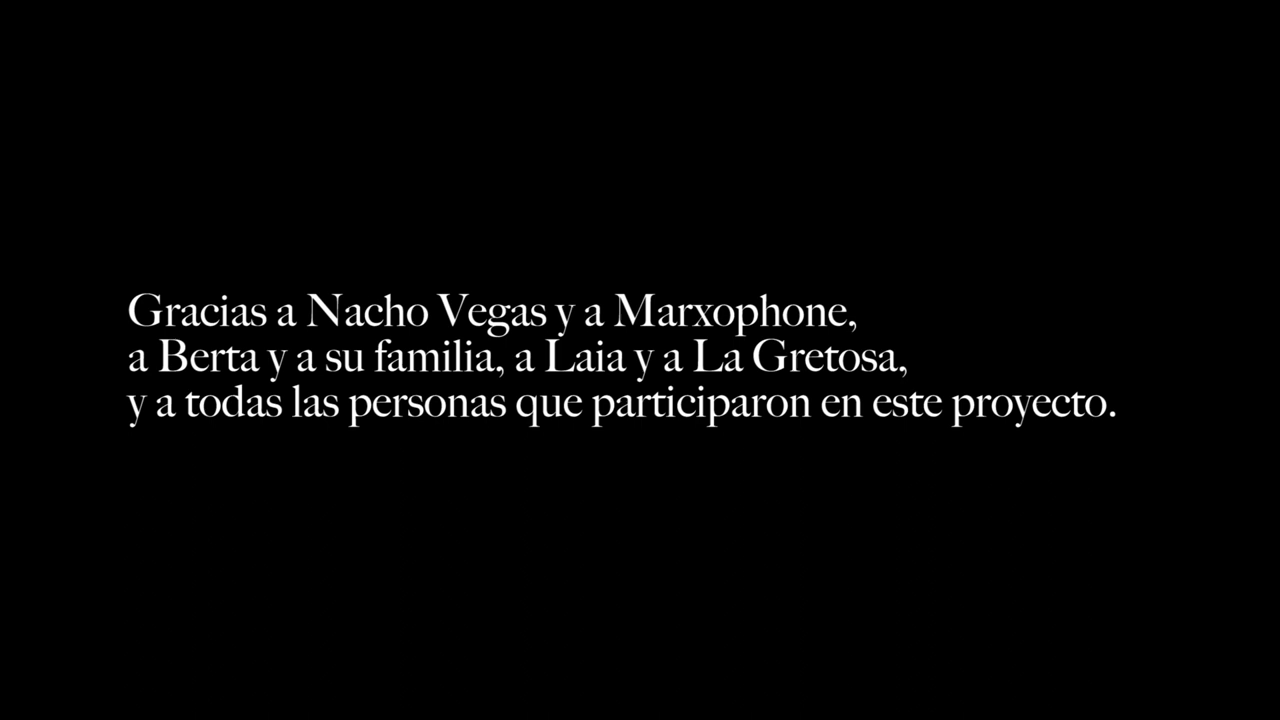 Gracias a Nacho Vegas y a Marxophone,
a Berta y a su familia, a Laia y a La Gretosa,
y a todas las personas que participaron en este proyecto.